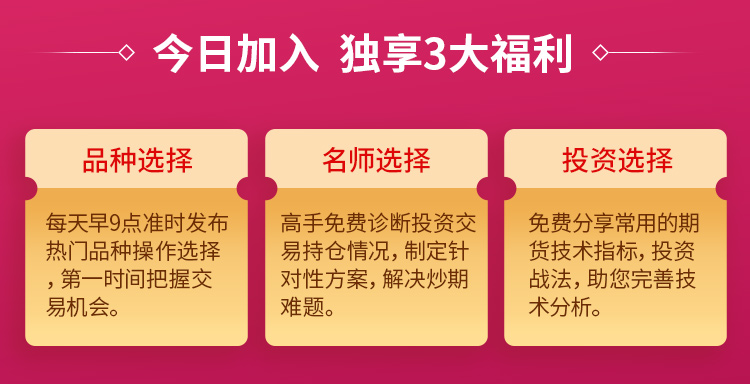 今日加入 独享3大福利
品种选择
每天早9点准时发布
热门品种操作选择
，第一时间把握交
易机会。
名师选择
高手免费诊断投资交
易持仓情况，制定针
对性方案，解决炒期
难题。
投资选择
免费分享常用的期
货技术指标，投资
战法，助您完善技
术分析。